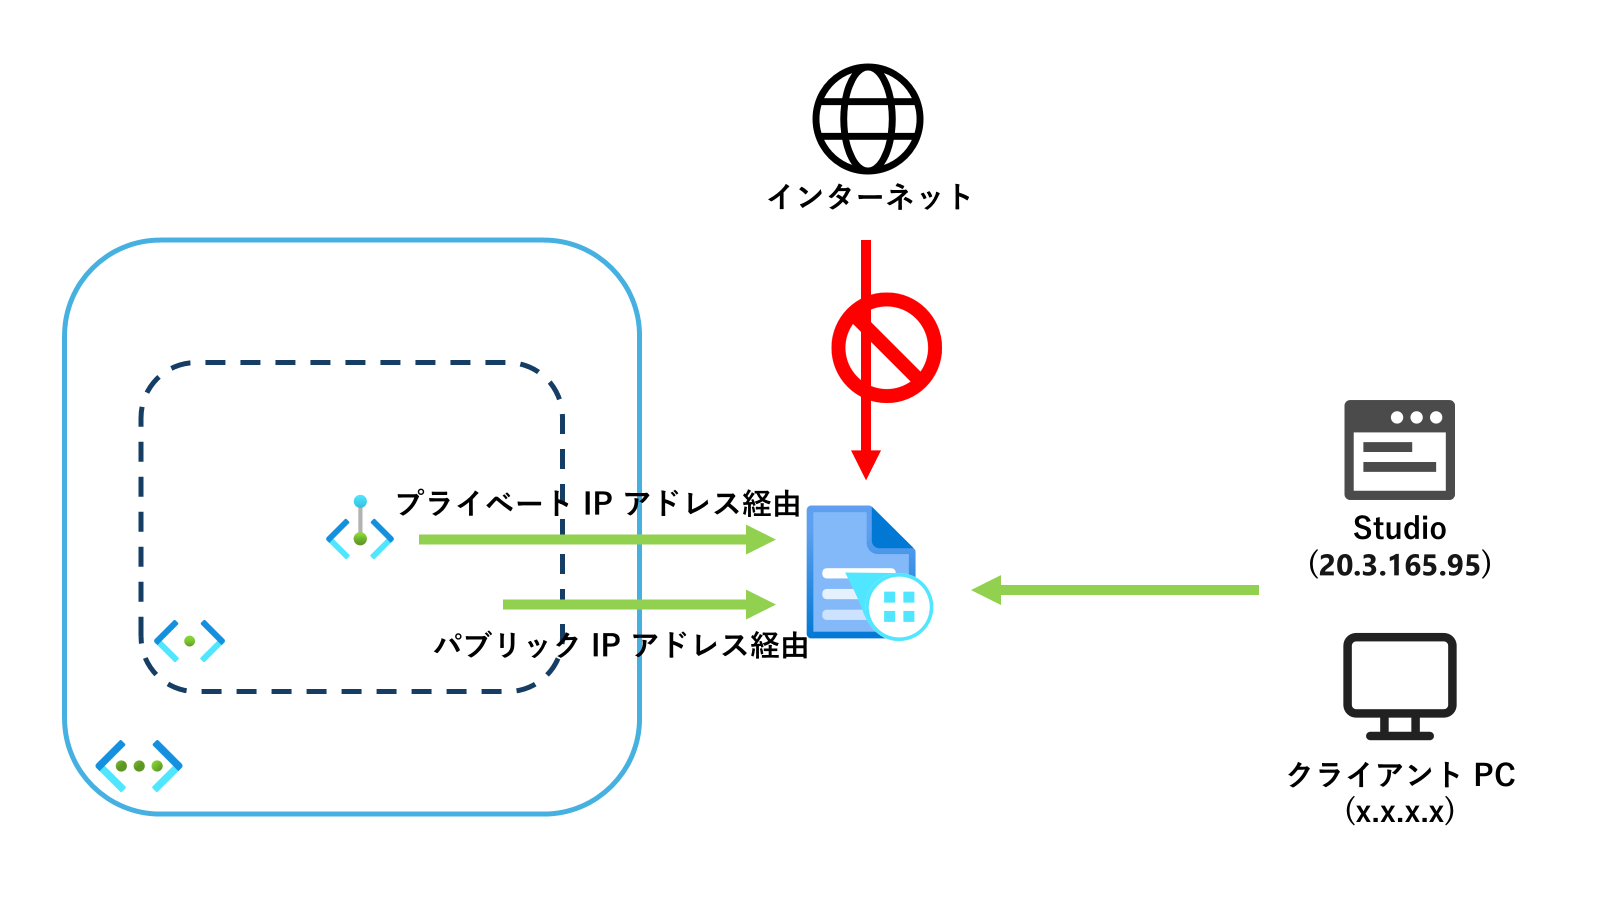 インターネット
プライベート IP アドレス経由
パブリック IP アドレス経由
Studio
(20.3.165.95)
クライアント PC
(x.x.x.x)